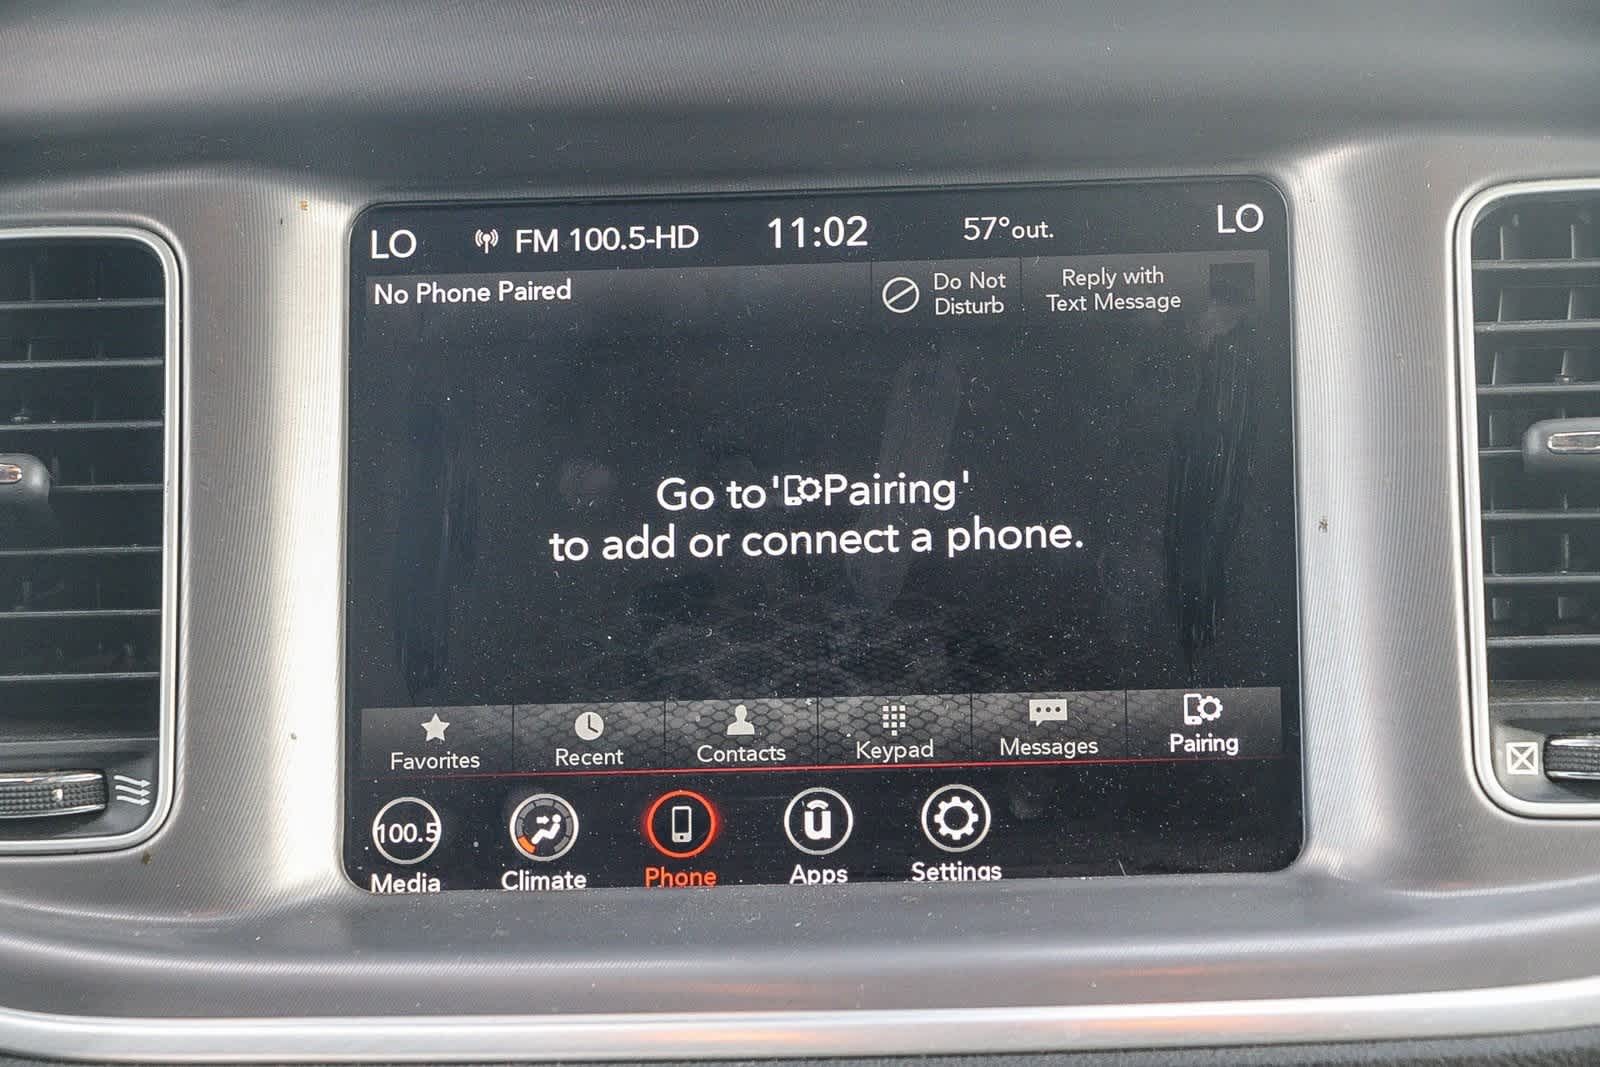 LO FM 100.5-HD 11:02 57°out. LO
No Phone Paired
Do Not
Disturb
Reply with
Text Message
Go to 'Pairing'
to add or connect a phone.
Favorites Recent Contacts Keypad Messages Pairing
100.5
Media Climate Phone Apps Settings